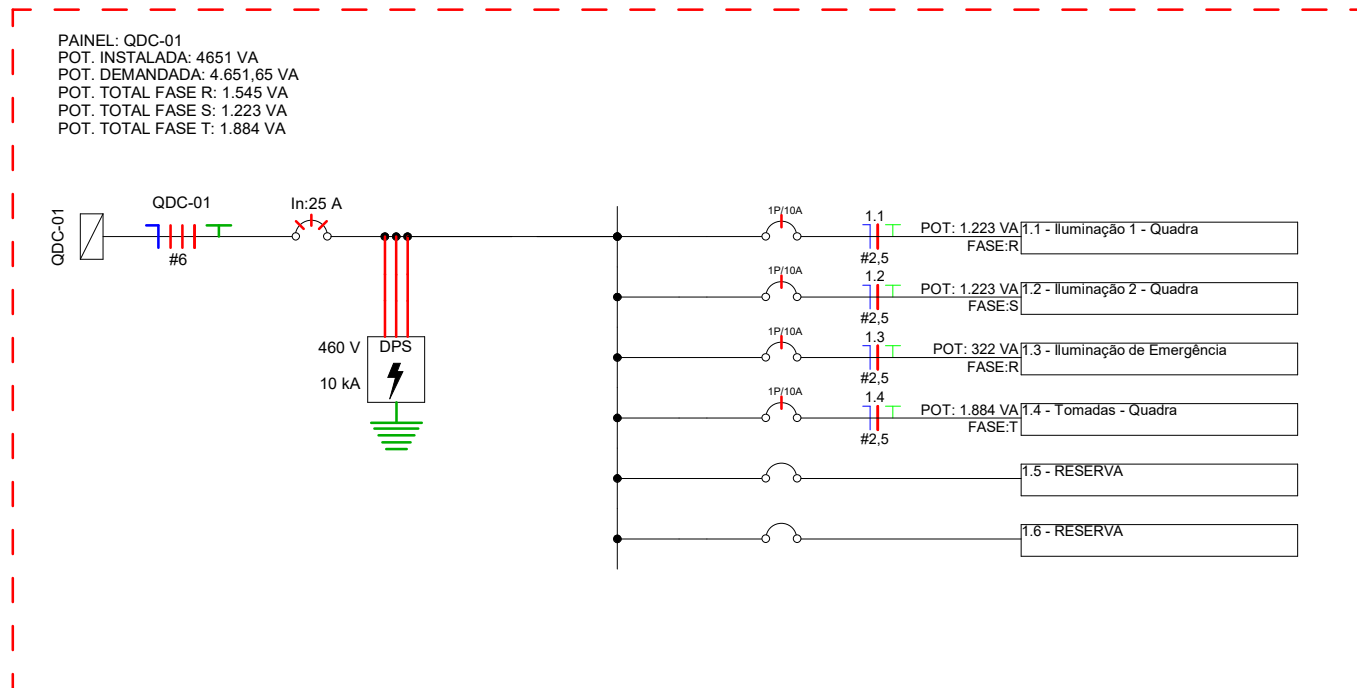 PAINEL: QDC-01
POT. INSTALADA: 4651 VA
POT. DEMANDADA: 4.651,65 VA
POT. TOTAL FASE R: 1.545 VA
POT. TOTAL FASE S: 1.223 VA
POT. TOTAL FASE T: 1.884 VA
QDC-01
QDC-01
#6
In:25 A
460 V
10 kA
DPS
1P/10A
1.1
#2,5
POT: 1.223 VA
FASE:R
1.1 - Iluminação 1 - Quadra
1P/10A
1.2
#2,5
POT: 1.223 VA
FASE:S
1.2 - Iluminação 2 - Quadra
1P/10A
1.3
#2,5
POT: 322 VA
FASE:R
1.3 - Iluminação de Emergência
1P/10A
1.4
#2,5
POT: 1.884 VA
FASE:T
1.4 - Tomadas - Quadra
1.5 - RESERVA
1.6 - RESERVA